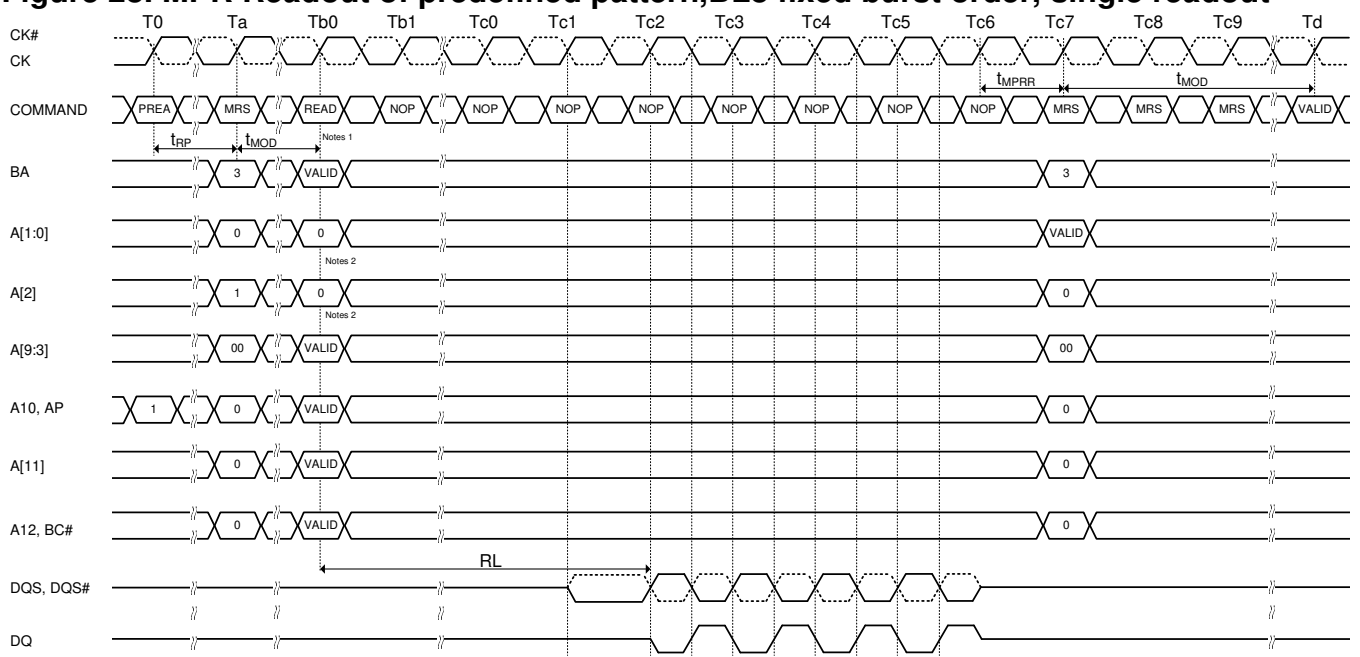 Figure MPR Readout of predefined pattern,BL8 fixed burst order, single readout
T0 Ta Tb0 Tb1 Tc0 Tc1 Tc2 Tc3 Tc4 Tc5 Tc6 Tc7 Tc8 Tc9 Td
CK#
CK
tMPRR tMOD
COMMAND PREA MRS READ NOP NOP NOP NOP NOP NOP NOP NOP MRS MRS MRS VALID
tRP tMOD Notes 1
BA 3 VALID 3
A[1:0] 0 0 VALID
Notes 2
A[2] 1 0 0
Notes 2
A[9:3] 00 VALID 00
A10, AP 1 0 VALID 0
A[11] 0 VALID 0
A12, BC# 0 VALID 0
RL
DQS, DQS#
DQ